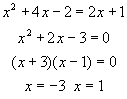 x² + 4x − 2 = 2x + 1
x² + 2x − 3 = 0
(x + 3)(x − 1) = 0
x = −3 x = 1